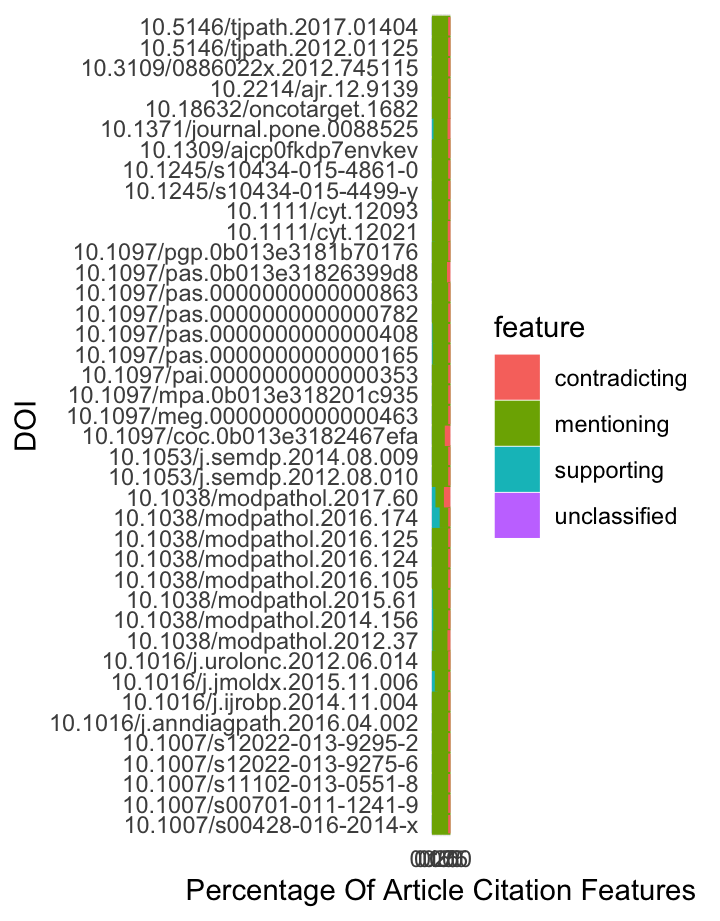 10.5146/tjpath.2017.01404
10.5146/tjpath.2012.01125
10.3109/0886022x.2012.745115
10.2214/ajr.12.9139
10.18632/oncotarget.1682
10.1371/journal.pone.0088525
10.1309/ajcp0fkdp7envkev
10.1245/s10434-015-4861-0
10.1245/s10434-015-4499-y
10.1111/cyt.12093
10.1111/cyt.12021
10.1097/pgp.0b013e3181b70176
10.1097/pas.0b013e31826399d8
10.1097/pas.0000000000000863
10.1097/pas.0000000000000782
10.1097/pas.0000000000000408
10.1097/pas.0000000000000165
10.1097/pai.0000000000000353
10.1097/mpa.0b013e318201c935
10.1097/meg.0000000000000463
10.1097/coc.0b013e3182467efa
10.1053/j.semdp.2014.08.009
10.1053/j.semdp.2012.08.010
10.1038/modpathol.2017.60
10.1038/modpathol.2016.174
10.1038/modpathol.2016.125
10.1038/modpathol.2016.124
10.1038/modpathol.2016.105
10.1038/modpathol.2015.61
10.1038/modpathol.2014.156
10.1038/modpathol.2012.37
10.1016/j.urolonc.2012.06.014
10.1016/j.jmoldx.2015.11.006
10.1016/j.ijrobp.2014.11.004
10.1016/j.anndiagpath.2016.04.002
10.1007/s12022-013-9295-2
10.1007/s12022-013-9275-6
10.1007/s11102-013-0551-8
10.1007/s00701-011-1241-9
10.1007/s00428-016-2014-x
DOI
Percentage Of Article Citation Features
feature
contradicting
mentioning
supporting
unclassified